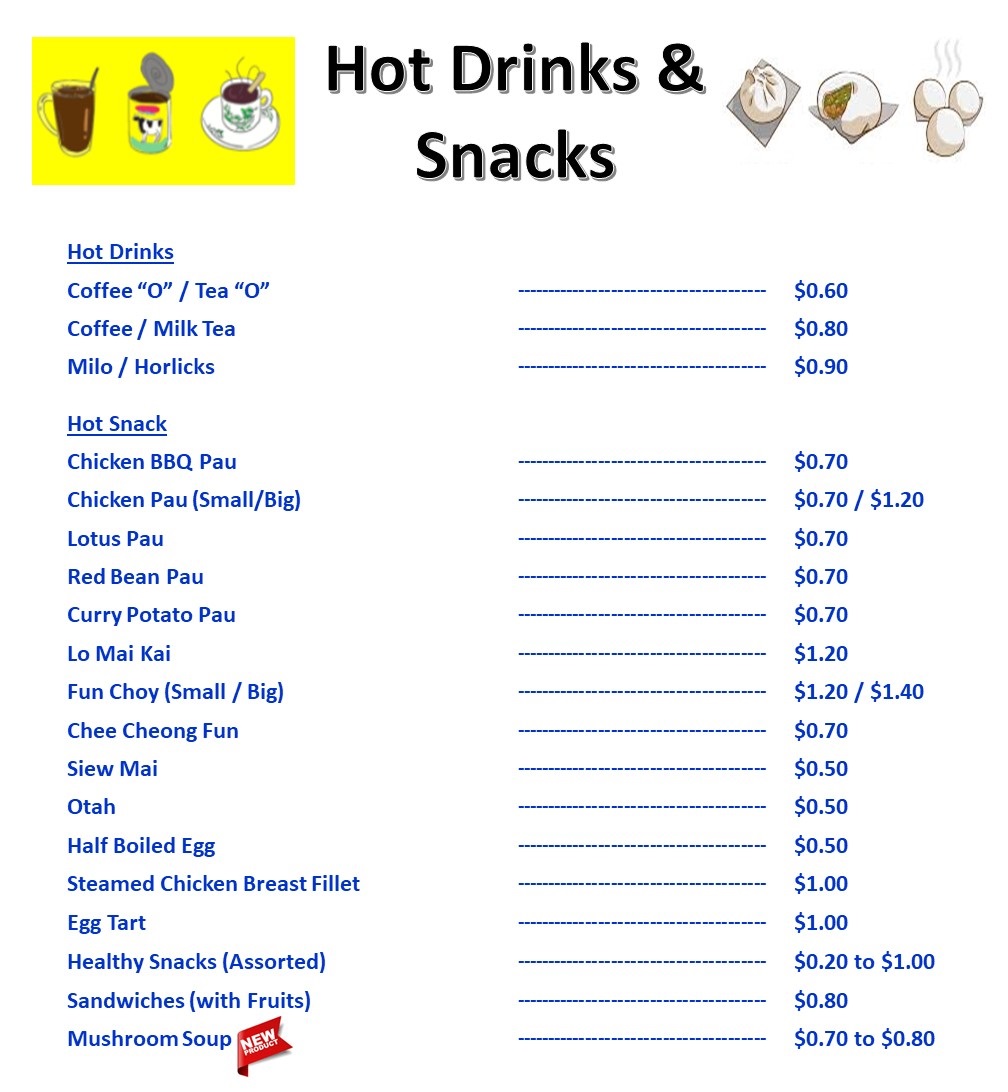 Hot Drinks &
Snacks
Hot Drinks
Coffee “O” / Tea “O” ----------------------------------------- $0.60
Coffee / Milk Tea ----------------------------------------- $0.80
Milo / Horlicks ----------------------------------------- $0.90
Hot Snack
Chicken BBQ Pau ----------------------------------------- $0.70
Chicken Pau (Small/Big) ----------------------------------------- $0.70 / $1.20
Lotus Pau ----------------------------------------- $0.70
Red Bean Pau ----------------------------------------- $0.70
Curry Potato Pau ----------------------------------------- $0.70
Lo Mai Kai ----------------------------------------- $1.20
Fun Choy (Small / Big) ----------------------------------------- $1.20 / $1.40
Chee Cheong Fun ----------------------------------------- $0.70
Siew Mai ----------------------------------------- $0.50
Otah ----------------------------------------- $0.50
Half Boiled Egg ----------------------------------------- $0.50
Steamed Chicken Breast Fillet ----------------------------------------- $1.00
Egg Tart ----------------------------------------- $1.00
Healthy Snacks (Assorted) ----------------------------------------- $0.20 to $1.00
Sandwiches (with Fruits) ----------------------------------------- $0.80
Mushroom Soup ----------------------------------------- $0.70 to $0.80
NEW
PRODUCT